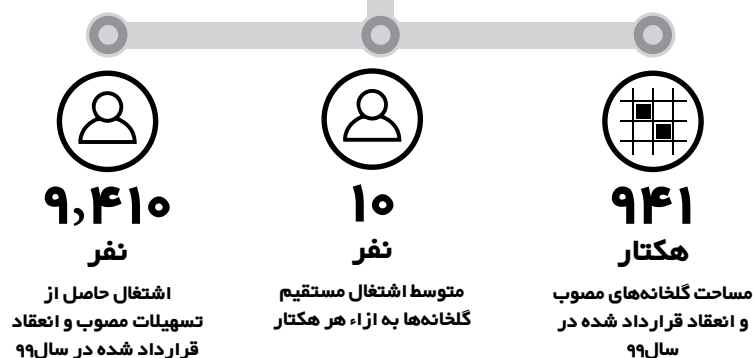 ۹۴۱
هکتار
مساحت گلخانه‌های مصوب
و انعقاد قرارداد شده در
سال۹۹
۱۰
نفر
متوسط اشتغال مستقیم
گلخانه‌ها به ازاء هر هکتار
۹,۴۱۰
نفر
اشتغال حاصل از
تسهیلات مصوب و انعقاد
قرارداد شده در سال۹۹